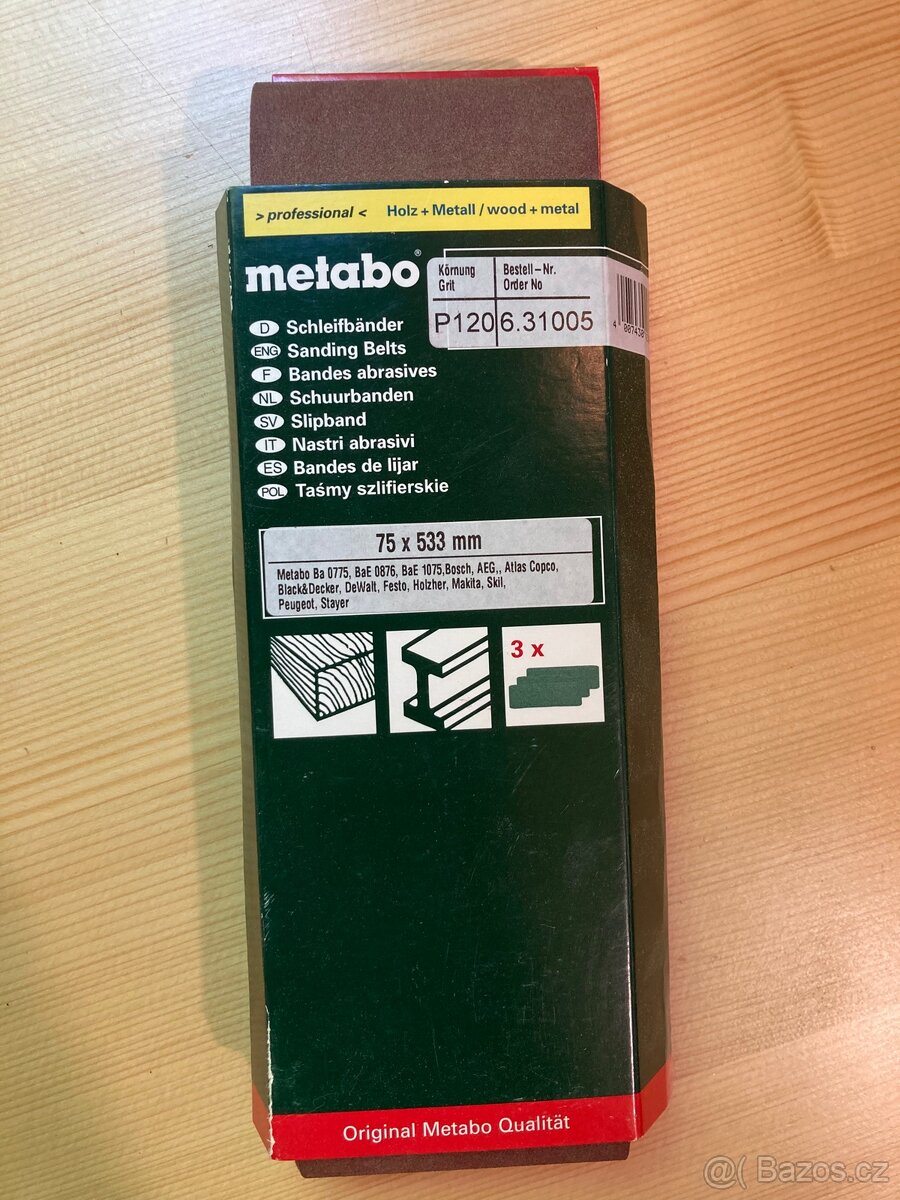 > professional < Holz + Metall / wood + metal
metabo®
Körnung Bestell-Nr.
Grit Order No
P120 6.31005
4 007430
D Schleifbänder
ENG Sanding Belts
F Bandes abrasives
NL Schuurbanden
SV Slipband
IT Nastri abrasivi
ES Bandes de lijar
POL Taśmy szlifierskie
75 x 533 mm
Metabo Ba 0775, BaE 0876, BaE 1075,Bosch, AEG,, Atlas Copco,
Black&Decker, DeWalt, Festo, Holzher, Makita, Skil,
Peugeot, Stayer
3 x
Original Metabo Qualität
@( Bazos.cz